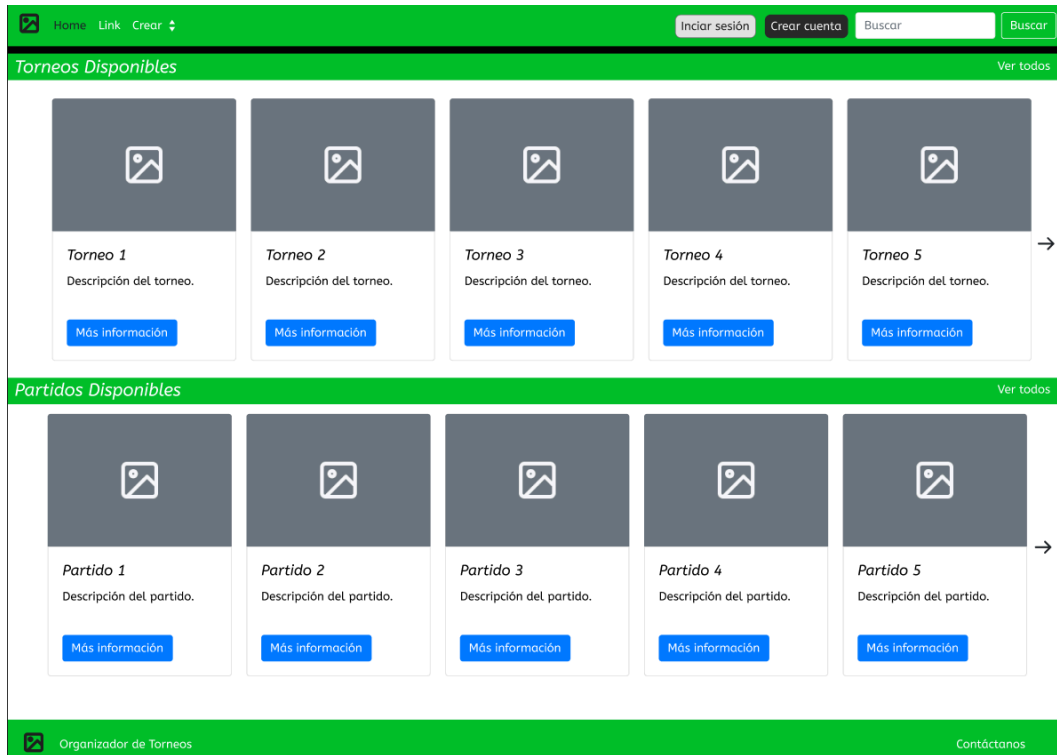 Home Link Crear Inciar sesión Crear cuenta Buscar Buscar
Torneos Disponibles Ver todos
Torneo 1 Torneo 2 Torneo 3 Torneo 4 Torneo 5
Descripción del torneo. Descripción del torneo. Descripción del torneo. Descripción del torneo. Descripción del torneo.
Más información Más información Más información Más información Más información
Partidos Disponibles Ver todos
Partido 1 Partido 2 Partido 3 Partido 4 Partido 5
Descripción del partido. Descripción del partido. Descripción del partido. Descripción del partido. Descripción del partido.
Más información Más información Más información Más información Más información
Organizador de Torneos Contáctanos